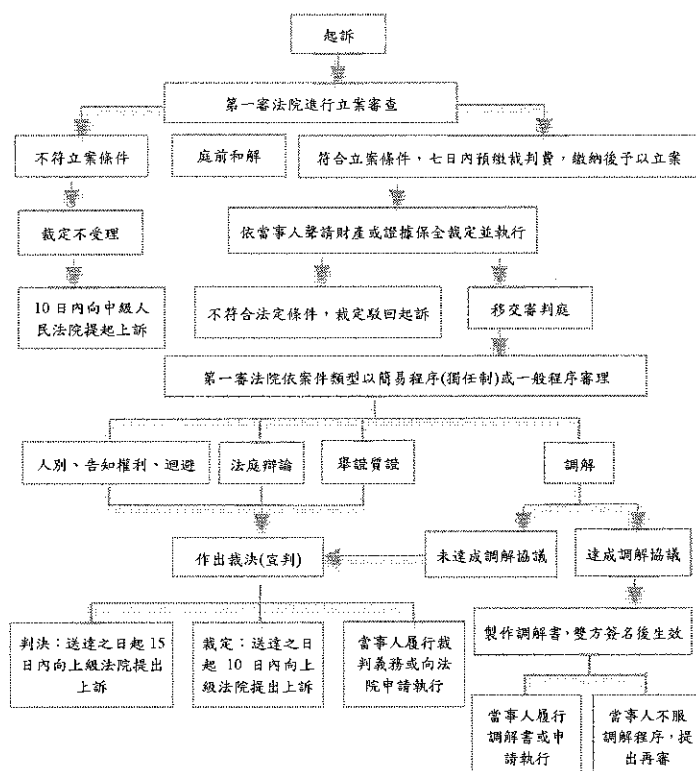 起訴
第一審法院進行立案審查
不符立案條件
庭前和解
符合立案條件，七日內預繳裁判費，繳納後予以立案
裁定不受理
依當事人聲請財產或證據保全裁定並執行
10 日內向中級人
民法院提起上訴
不符合法定條件，裁定駁回起訴
移交審判庭
第一審法院依案件類型以簡易程序(獨任制)或一般程序審理
人別、告知權利、迴避
法庭辯論
舉證質證
調解
作出裁決(宣判)
未達成調解協議
達成調解協議
判決：送達之日起 15
日內向上級法院提出
上訴
裁定：送達之日
起 10 日內向上
級法院提出上訴
當事人履行裁
判義務或向法
院申請執行
製作調解書，雙方簽名後生效
當事人履行
調解書或申
請執行
當事人不服
調解程序，提
出再審